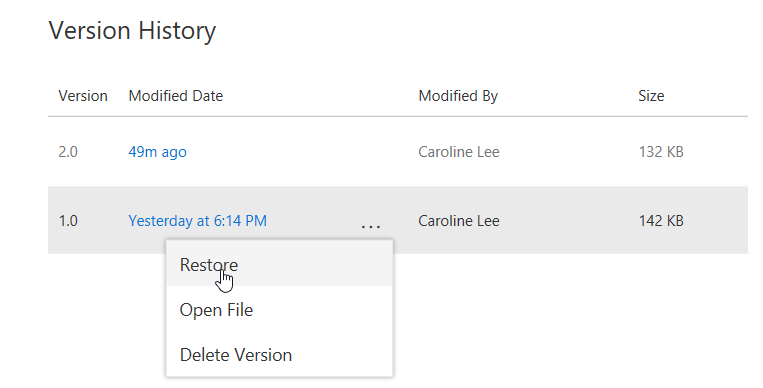 Version History
Version Modified Date Modified By Size
2.0 49m ago Caroline Lee 132 KB
1.0 Yesterday at 6:14 PM ... Caroline Lee 142 KB
Restore
Open File
Delete Version